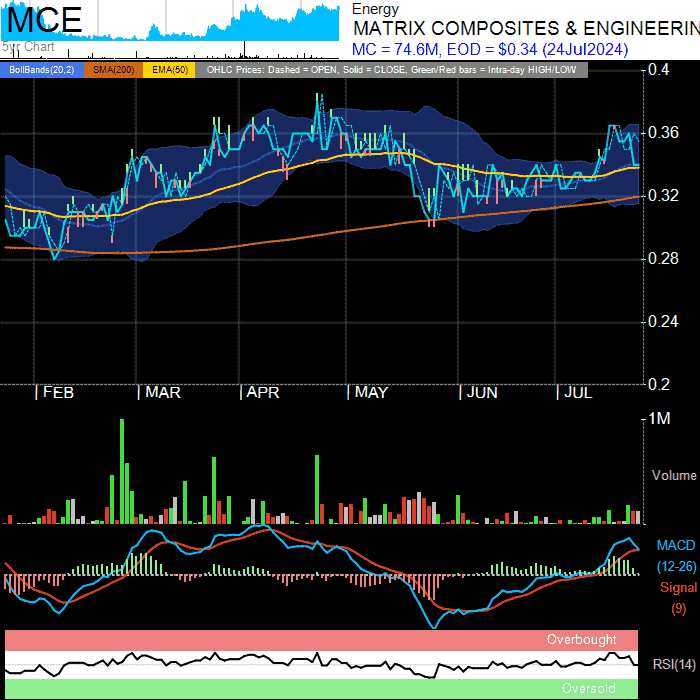 MCE
5yr Chart
Energy
MATRIX COMPOSITES & ENGINEERIN
MC = 74.6M, EOD = $0.34 (24Jul2024)
BollBands(20,2) SMA(200) EMA(50) OHLC Prices: Dashed = OPEN, Solid = CLOSE, Green/Red bars = Intra-day HIGH/LOW
0.4
0.36
0.32
0.28
0.24
0.2
FEB MAR APR MAY JUN JUL
1M
Volume
MACD
(12-26)
Signal
(9)
Overbought
RSI(14)
Oversold